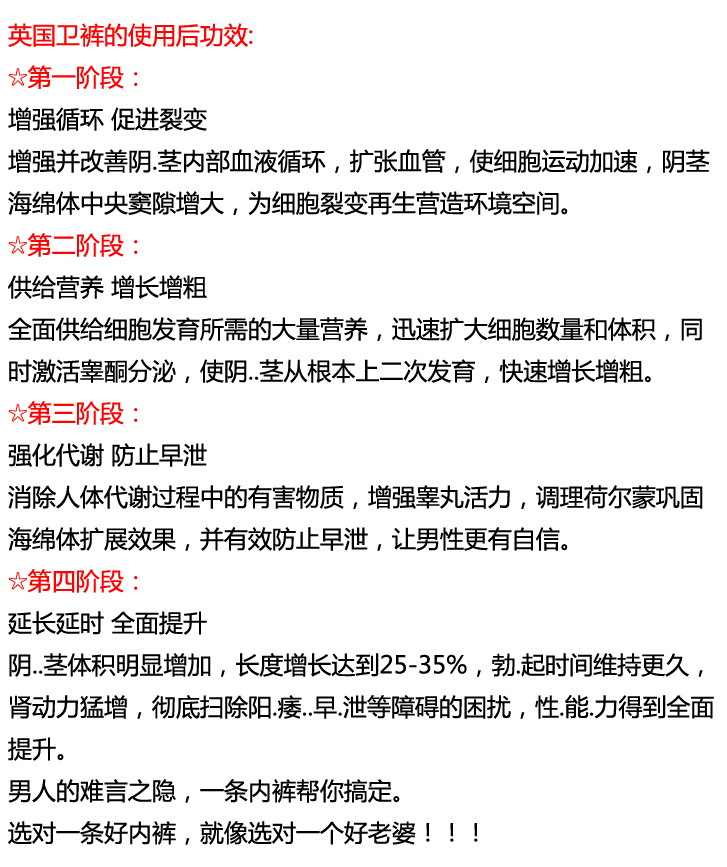 英国卫裤的使用后功效:
☆第一阶段：
增强循环 促进裂变
增强并改善阴.茎内部血液循环，扩张血管，使细胞运动加速，阴茎
海绵体中央窦隙增大，为细胞裂变再生营造环境空间。
☆第二阶段：
供给营养 增长增粗
全面供给细胞发育所需的大量营养，迅速扩大细胞数量和体积，同
时激活睾酮分泌，使阴..茎从根本上二次发育，快速增长增粗。
☆第三阶段：
强化代谢 防止早泄
消除人体代谢过程中的有害物质，增强睾丸活力，调理荷尔蒙巩固
海绵体扩展效果，并有效防止早泄，让男性更有自信。
☆第四阶段：
延长延时 全面提升
阴..茎体积明显增加，长度增长达到25-35%，勃.起时间维持更久，
肾动力猛增，彻底扫除阳.痿..早.泄等障碍的困扰，性.能.力得到全面
提升。
男人的难言之隐，一条内裤帮你搞定。
选对一条好内裤，就像选对一个好老婆！！！